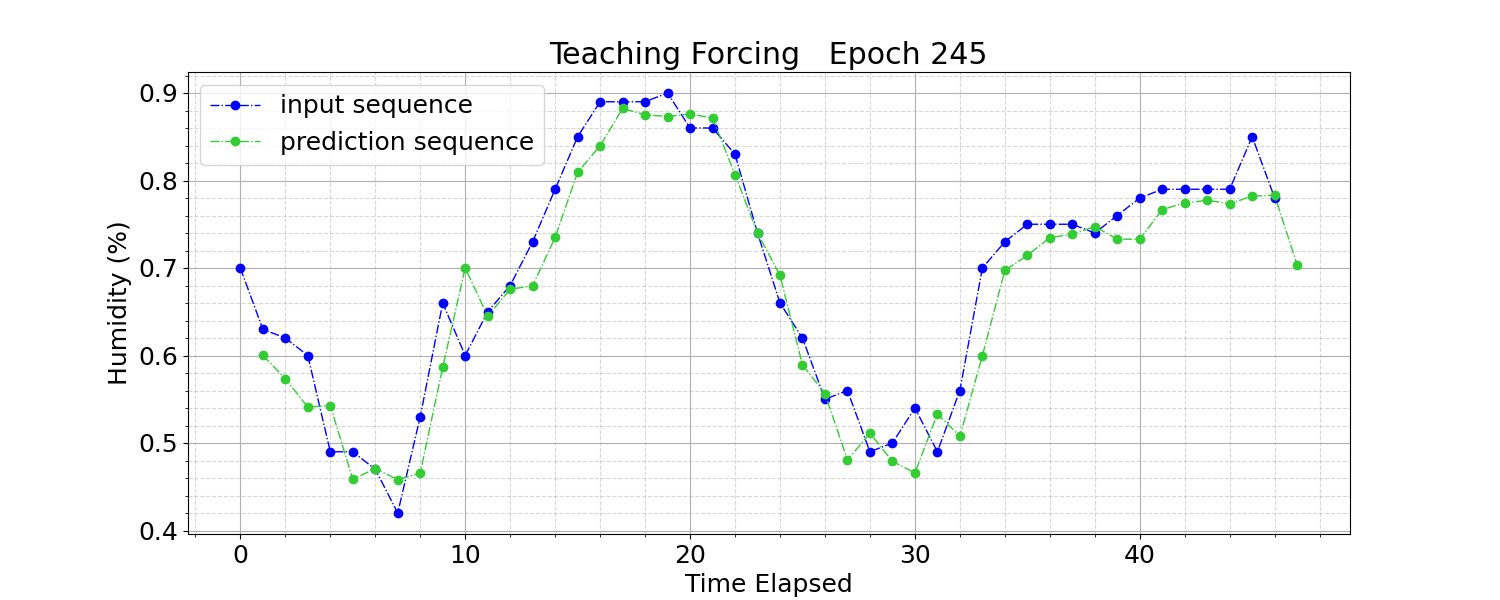 Teaching Forcing   Epoch 245
input sequence
prediction sequence
Humidity (%)
0.9
0.8
0.7
0.6
0.5
0.4
0 10 20 30 40
Time Elapsed